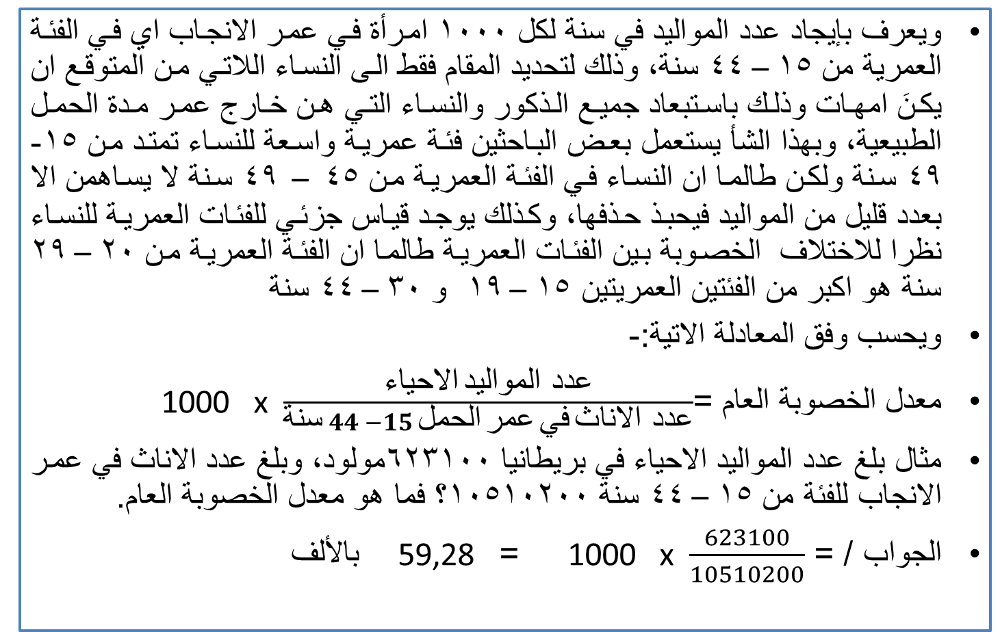 • ويعرف بإيجاد عدد المواليد في سنة لكل ١٠٠٠ امرأة في عمر الانجاب اي في الفئة
العمرية من ١٥ – ٤٤ سنة، وذلك لتحديد المقام فقط الى النساء اللاتي من المتوقع ان
يكنَ امهات وذلك باستبعاد جميع الذكور والنساء التي هن خارج عمر مدة الحمل
الطبيعية، وبهذا الشأ يستعمل بعض الباحثين فئة عمرية واسعة للنساء تمتد من ١٥-
٤٩ سنة ولكن طالما ان النساء في الفئة العمرية من ٤٥ – ٤٩ سنة لا يساهمن الا
بعدد قليل من المواليد فيحبذ حذفها، وكذلك يوجد قياس جزئي للفئات العمرية للنساء
نظرا للاختلاف الخصوبة بين الفئات العمرية طالما ان الفئة العمرية من ٢٠ – ٢٩
سنة هو اكبر من الفئتين العمريتين ١٥ – ١٩ و ٣٠ – ٤٤ سنة
• ويحسب وفق المعادلة الاتية:-
عدد المواليد الاحياء
• معدل الخصوبة العام = x 1000
عدد الاناث في عمر الحمل 15– 44 سنة
• مثال بلغ عدد المواليد الاحياء في بريطانيا ٦٢٣١٠٠مولود، وبلغ عدد الاناث في عمر
الانجاب للفئة من ١٥ – ٤٤ سنة ١٠٥١٠٢٠٠؟ فما هو معدل الخصوبة العام.
623100
• الجواب / = x 1000 = 59,28 بالألف
10510200